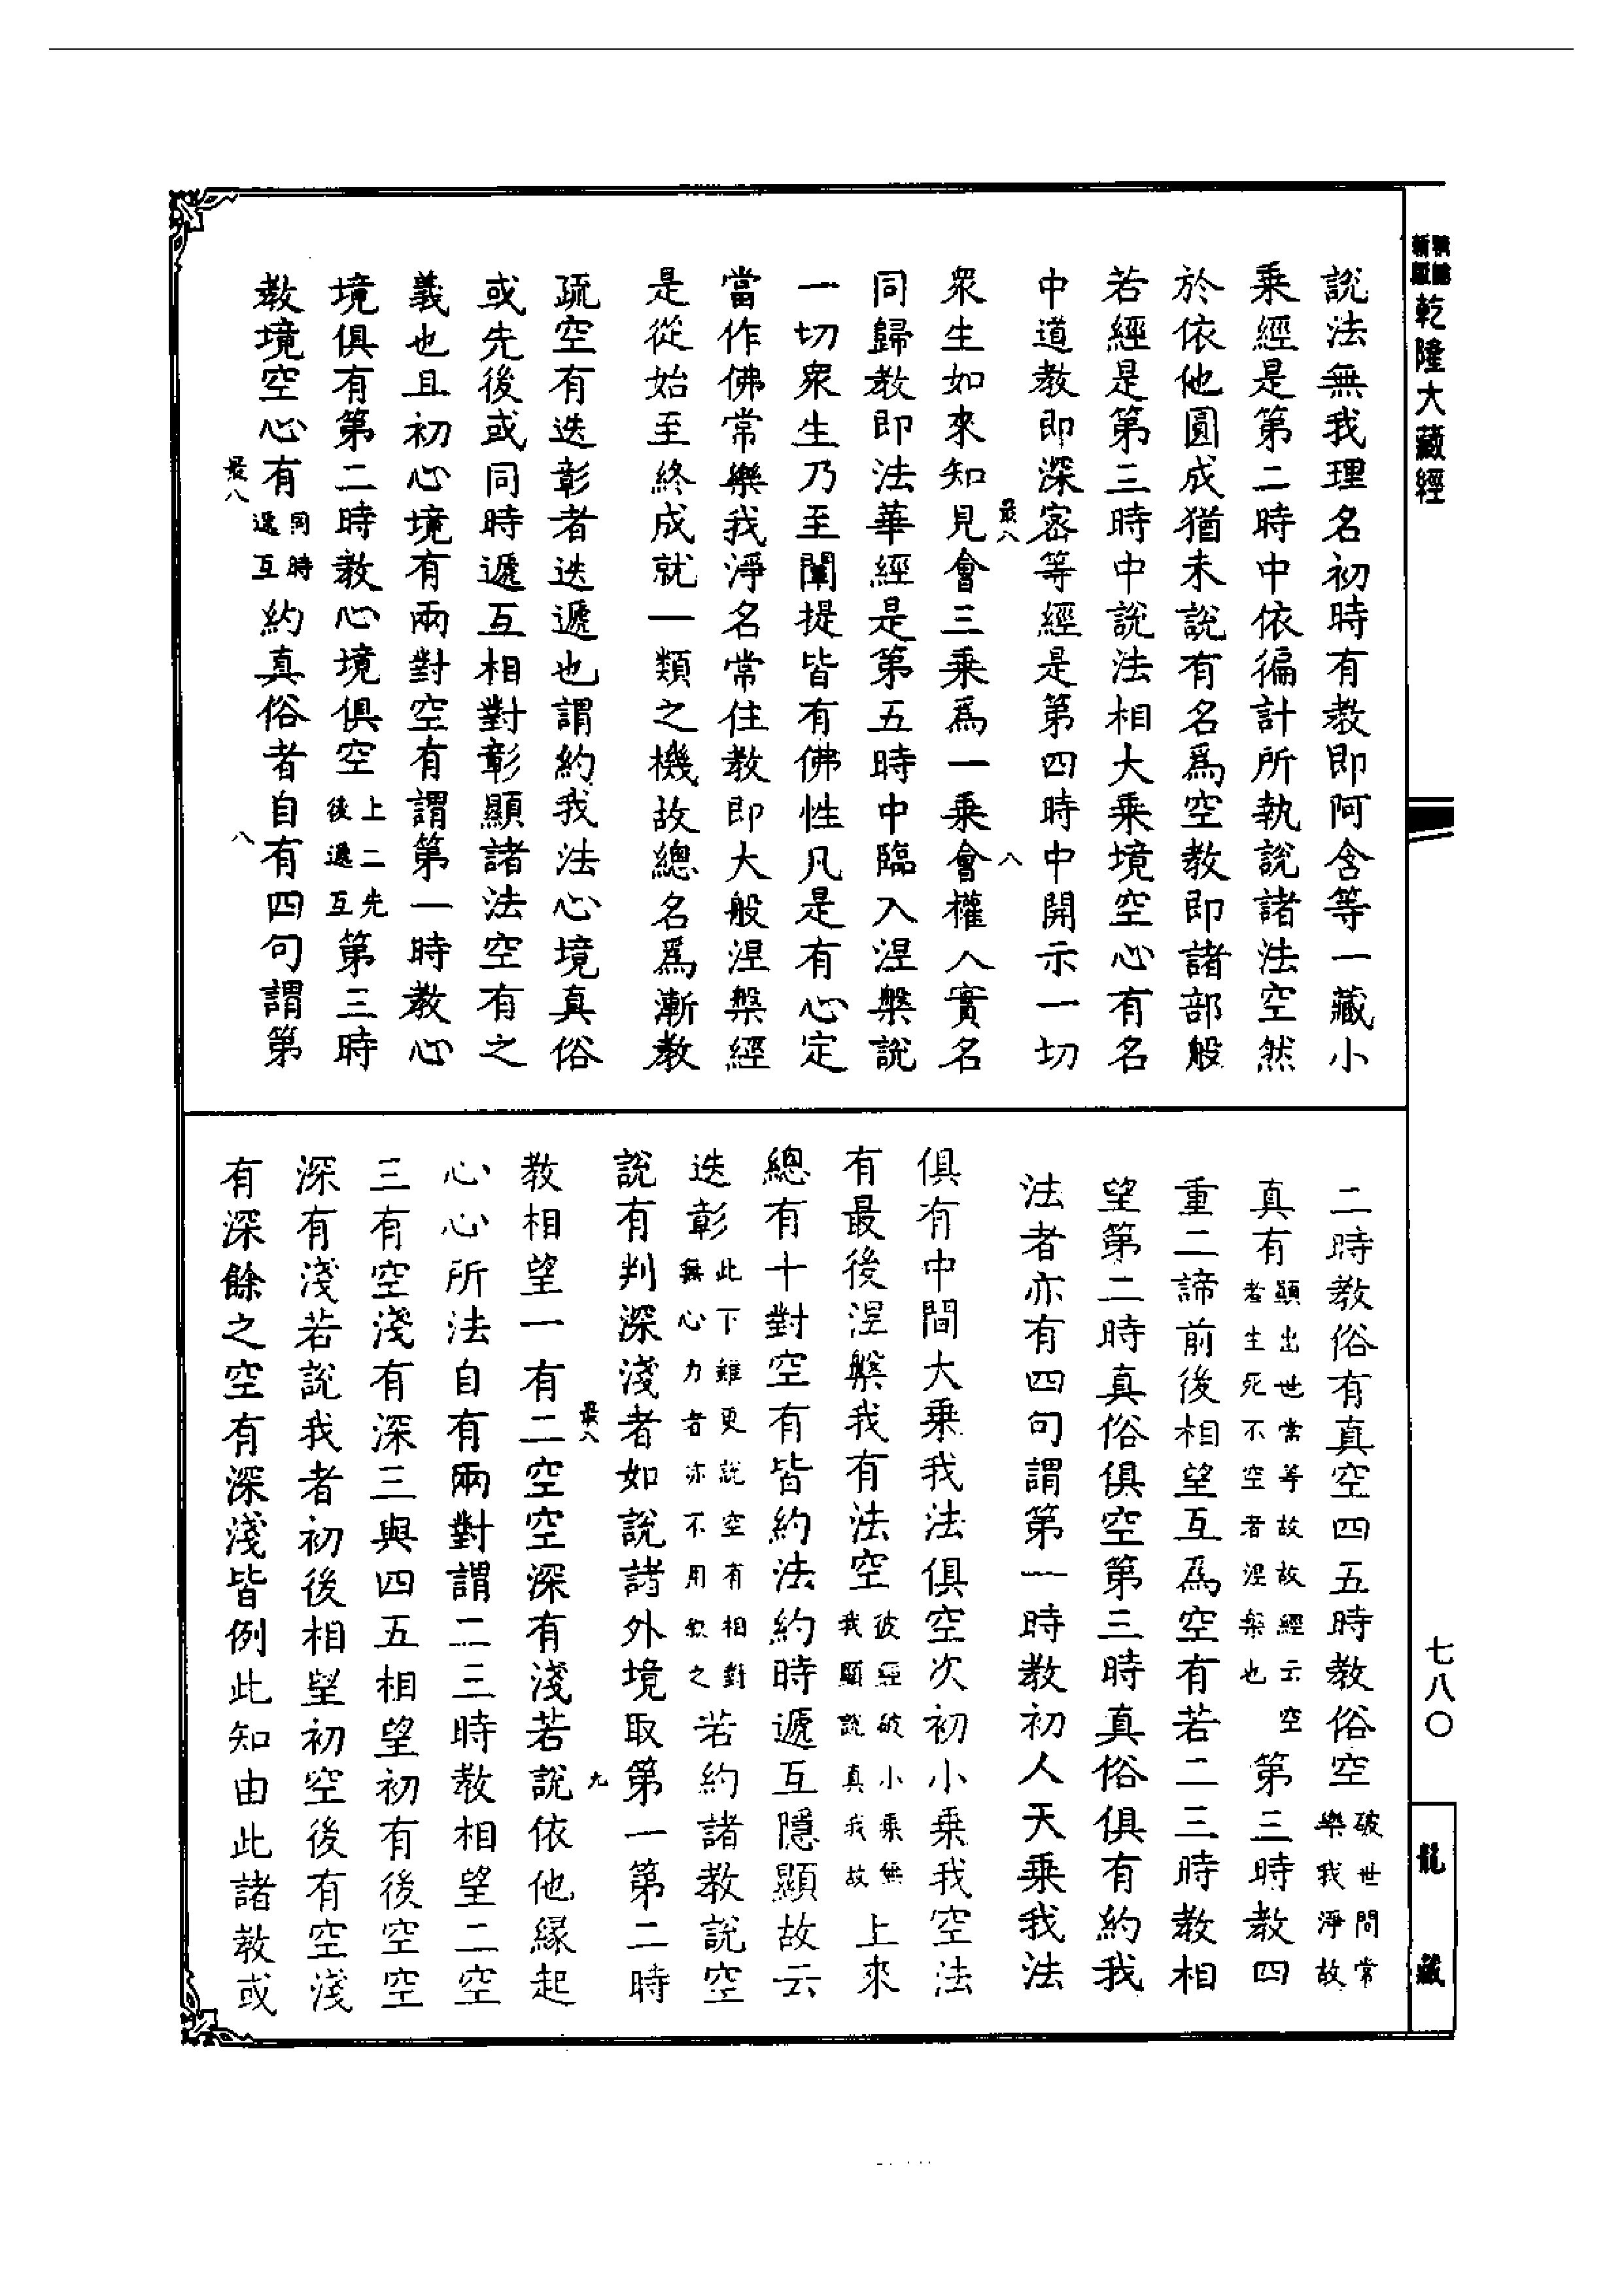 乾隆大藏經
說法無我理名初時有教即阿含等一藏小
乘經是第二時中依徧計所執說諸法空然
於依他圓成猶未說有名爲空教即諸部般
若經是第三時中說法相大乘境空心有名
中道教即深密等經是第四時中開示一切
最八
八
衆生如來知見會三乘爲一乘會權入實名
同歸教即法華經是第五時中臨入涅槃說
一切衆生乃至闡提皆有佛性凡是有心定
當作佛常樂我淨名常住教即大般涅槃經
是從始至終成就一類之機故總名爲漸教
疏空有迭彰者迭遞也謂約我法心境真俗
或先後或同時遞互相對彰顯諸法空有之
義也且初心境有兩對空有謂第一時教心
境俱有第二時教心境俱空上二先後遞互第三時
教境空心有同時遞互約真俗者自有四句謂第
最八
八
二時教俗有真空四五時教俗空破世間常樂我淨故
真有顯出世常等故故經云空者生死不空者涅槃也第三時教四
重二諦前後相望互爲空有若二三時教相
望第二時真俗俱空第三時真俗俱有約我
法者亦有四句謂第一時教初人天乘我法
俱有中間大乘我法俱空次初小乘我空法
有最後涅槃我有法空彼經破小乘無我顯說真我故上來
總有十對空有皆約法約時遞互隱顯故云
迭彰此下雖更說空有相對無心力者亦不用敘之若約諸教說空
說有判深淺者如說諸外境取第一第二時
最八
九
教相望一有二空空深有淺若說依他緣起
心心所法自有兩對謂二三時教相望二空
三有空淺有深三與四五相望初有後空空
深有淺若說我者初後相望初空後有空淺
有深餘之空有深淺皆例此知由此諸教或
七八〇
龍藏